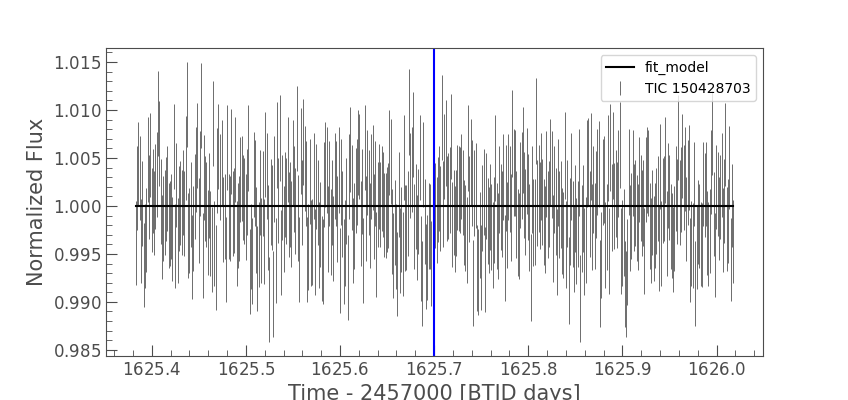 fit_model
TIC 150428703
1.015
1.010
1.005
1.000
0.995
0.990
0.985
Normalized Flux
1625.4 1625.5 1625.6 1625.7 1625.8 1625.9 1626.0
Time - 2457000 [BTJD days]